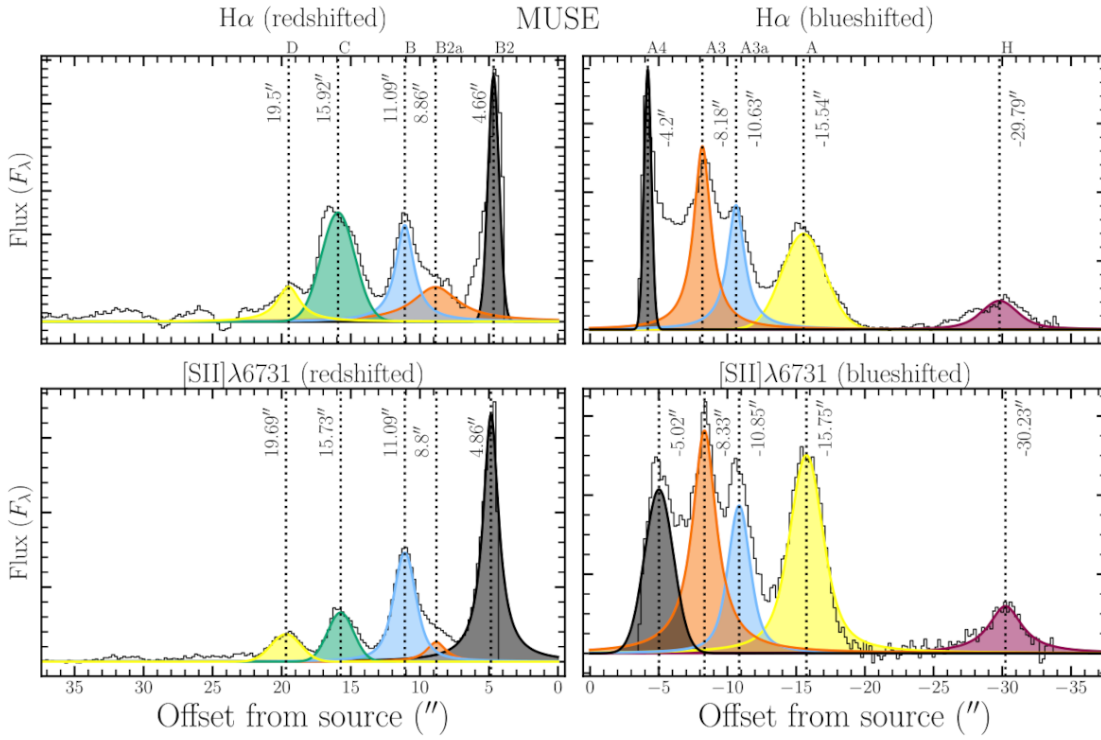 Hα (redshifted) MUSE Hα (blueshifted)
D C B B2a B2 A4 A3 A3a A H
19.5″ 15.92″ 11.09″ 8.86″ 4.66″ -4.2″ -8.18″ -10.63″ -15.54″ -29.79″
Flux (Fλ)
[SII]λ6731 (redshifted) [SII]λ6731 (blueshifted)
19.69″ 15.73″ 11.09″ 8.8″ 4.86″ -5.02″ -8.33″ -10.85″ -15.75″ -30.23″
Flux (Fλ)
35 30 25 20 15 10 5 0 0 −5 −10 −15 −20 −25 −30 −35
Offset from source (″) Offset from source (″)